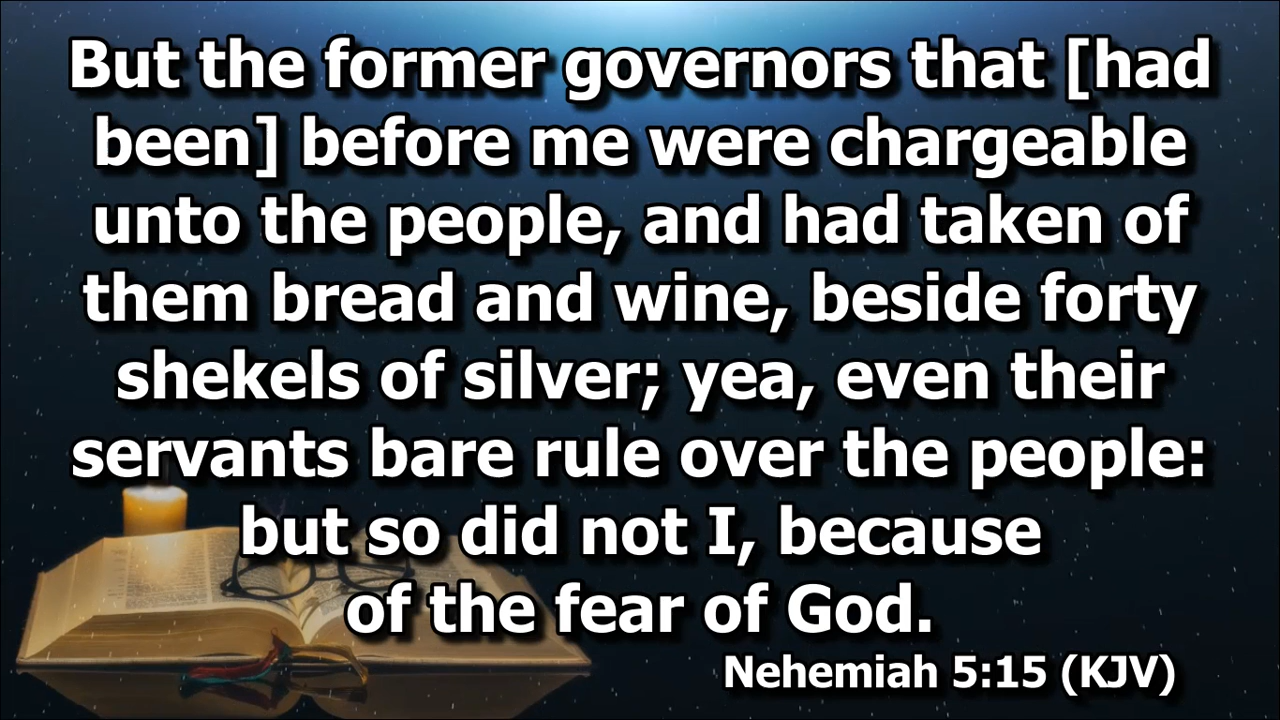 But the former governors that [had
been] before me were chargeable
unto the people, and had taken of
them bread and wine, beside forty
shekels of silver; yea, even their
servants bare rule over the people:
but so did not I, because
of the fear of God.
Nehemiah 5:15 (KJV)